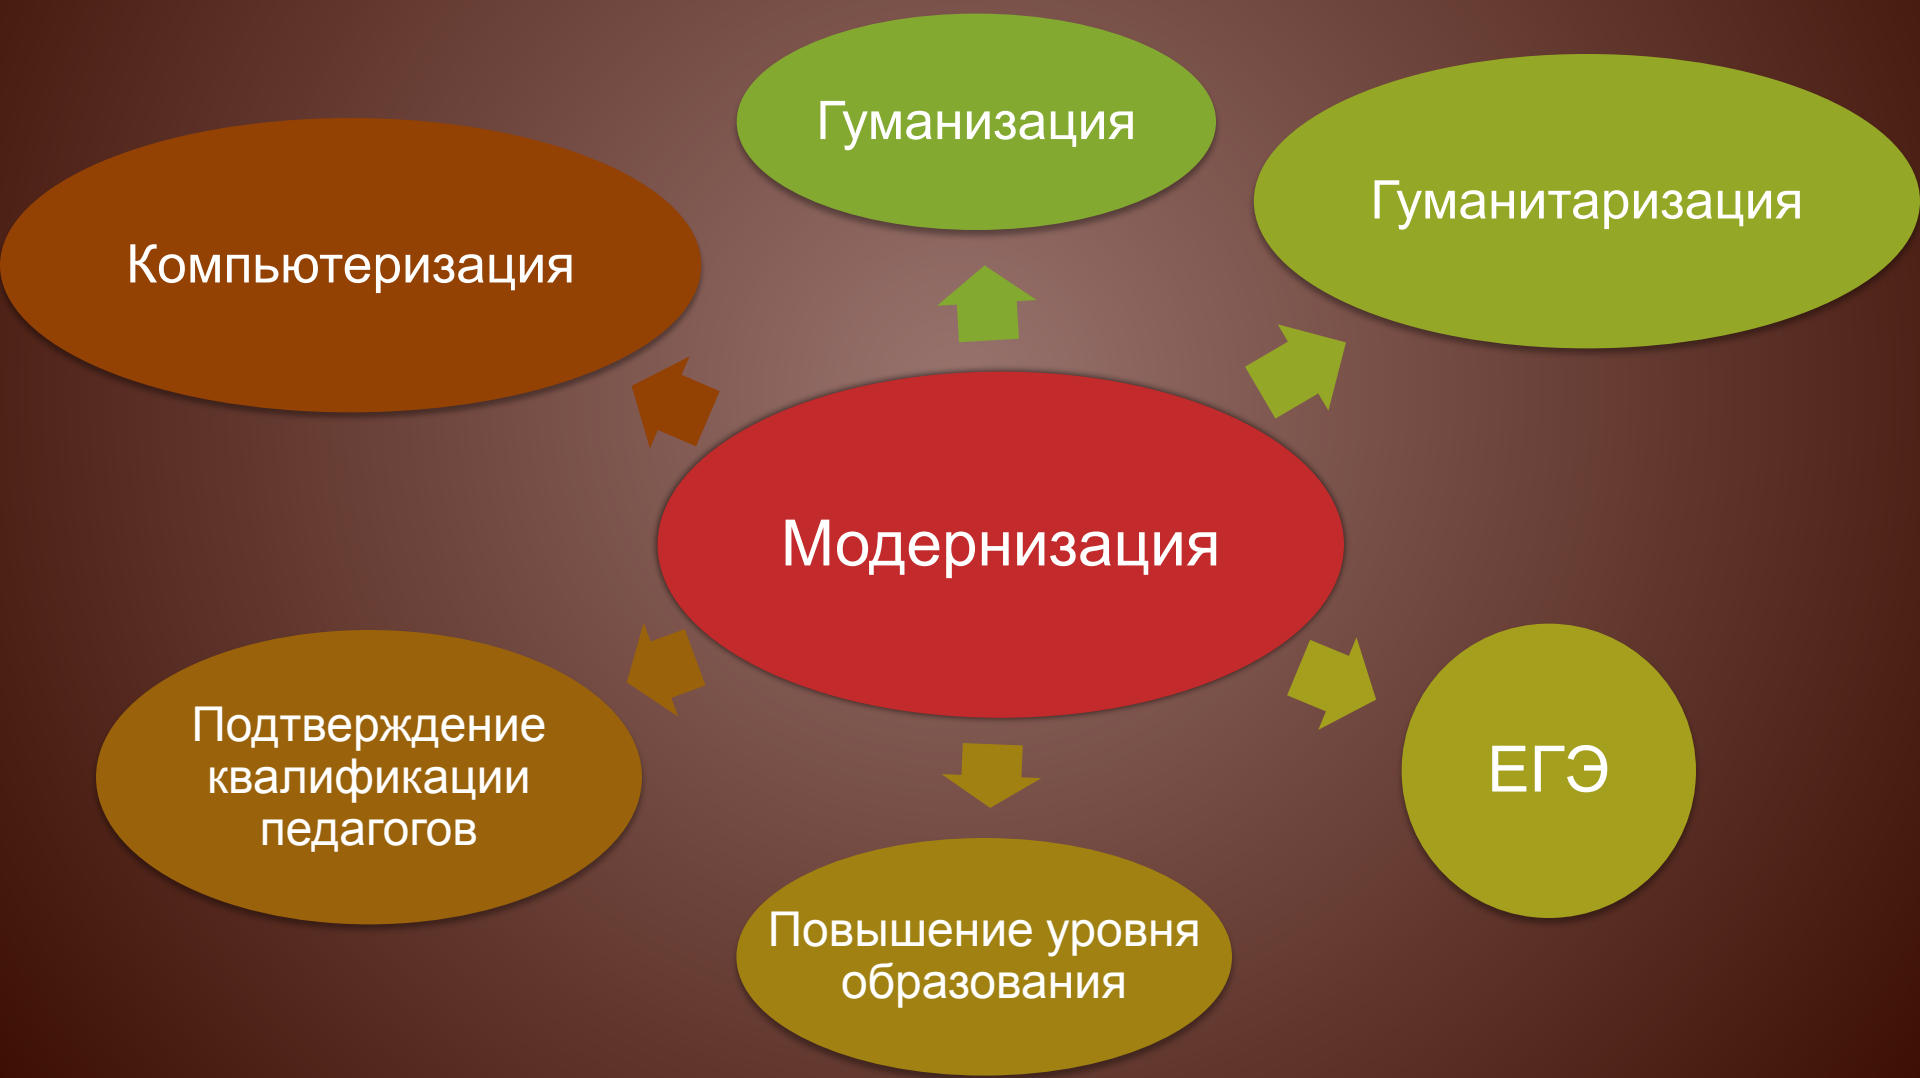 Гуманизация
Гуманитаризация
Компьютеризация
Модернизация
ЕГЭ
Подтверждение
квалификации
педагогов
Повышение уровня
образования